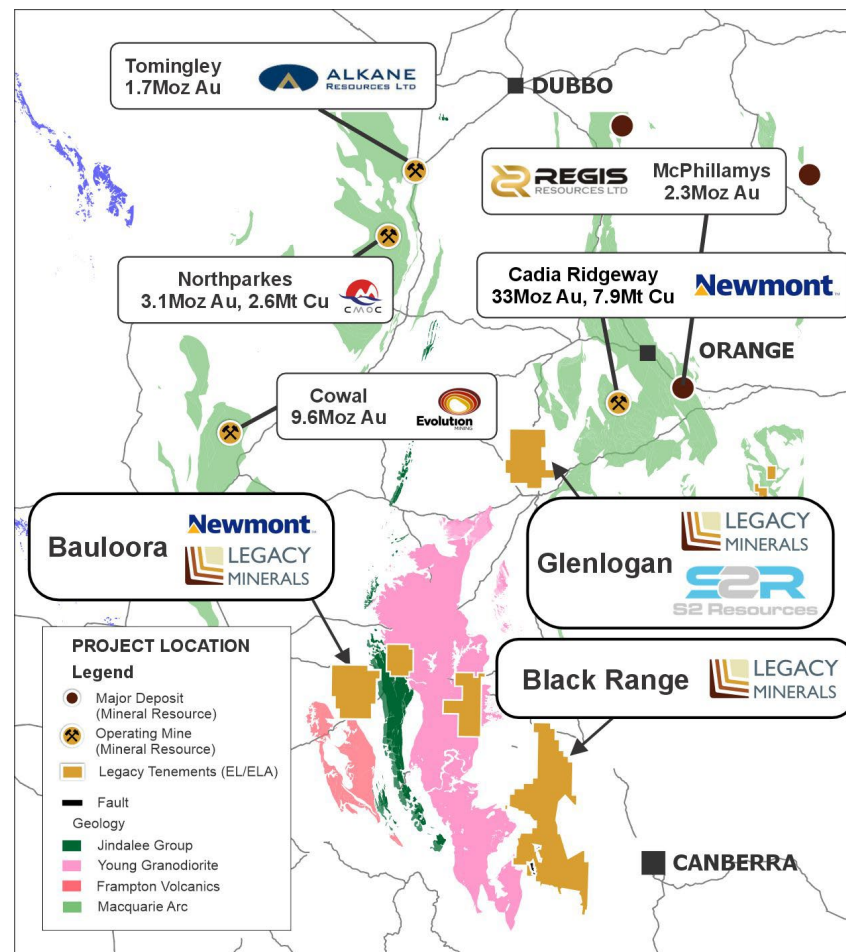 Tomingley
1.7Moz Au
ALKANE
RESOURCES LTD
DUBBO
REGIS
RESOURCES LTD
McPhillamys
2.3Moz Au
Northparkes
3.1Moz Au, 2.6Mt Cu
CMOC
Cadia Ridgeway
33Moz Au, 7.9Mt Cu
Newmont™
ORANGE
Cowal
9.6Moz Au
Evolution
MINING
Bauloora
Newmont™
LEGACY
MINERALS
Glenlogan
LEGACY
MINERALS
S2R
S2 Resources
Black Range
LEGACY
MINERALS
PROJECT LOCATION
Legend
Major Deposit
(Mineral Resource)
Operating Mine
(Mineral Resource)
Legacy Tenements (EL/ELA)
Fault
Geology
Jindalee Group
Young Granodiorite
Frampton Volcanics
Macquarie Arc
CANBERRA